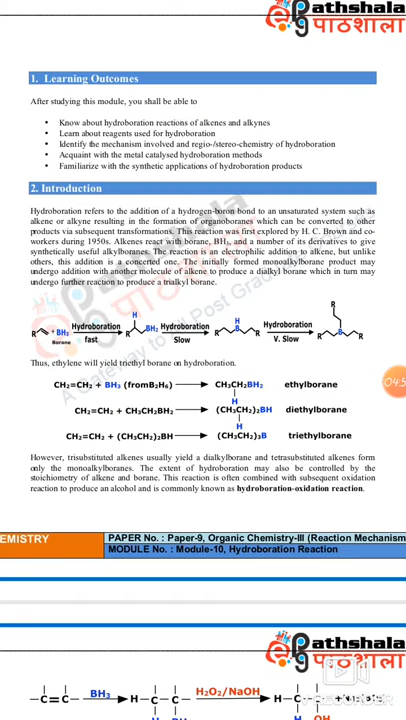 Pathshala
पाठशाला
1. Learning Outcomes
After studying this module, you shall be able to
• Know about hydroboration reactions of alkenes and alkynes
• Learn about reagents used for hydroboration
• Identify the mechanism involved and regio-/stereo-chemistry of hydroboration
• Acquaint with the metal catalysed hydroboration methods
• Familiarize with the synthetic applications of hydroboration products
2. Introduction
Hydroboration refers to the addition of a hydrogen-boron bond to an unsaturated system such as
alkene or alkyne resulting in the formation of organoboranes which can be converted to other
products via subsequent transformations. This reaction was first explored by H. C. Brown and co-
workers during 1950s. Alkenes react with borane, BH₃, and a number of its derivatives to give
synthetically useful alkylboranes. The reaction is an electrophilic addition to alkene, but unlike
others, this addition is a concerted one. The initially formed monoalkylborane product may
undergo addition with another molecule of alkene to produce a dialkyl borane which in turn may
undergo further reaction to produce a trialkyl borane.
R + BH₃ Hydroboration fast H R BH₂ Hydroboration Slow R H B R Hydroboration V. Slow R R B R
Borane
Thus, ethylene will yield triethyl borane on hydroboration.
CH₂=CH₂ + BH₃ (fromB₂H₆) CH₃CH₂BH₂ ethylborane
H
CH₂=CH₂ + CH₃CH₂BH₂ (CH₃CH₂)₂BH diethylborane
H
CH₂=CH₂ + (CH₃CH₂)₂BH (CH₃CH₂)₃B triethylborane
04:5
However, trisubstituted alkenes usually yield a dialkylborane and tetrasubstituted alkenes form
only the monoalkylboranes. The extent of hydroboration may also be controlled by the
stoichiometry of alkene and borane. This reaction is often combined with subsequent oxidation
reaction to produce an alcohol and is commonly known as hydroboration-oxidation reaction.
HEMISTRY
PAPER No. : Paper-9, Organic Chemistry-III (Reaction Mechanism
MODULE No. : Module-10, Hydroboration Reaction
Pathshala
पाठशाला
C=C BH₃ H C C H₂O₂/NaOH H C C
H OH